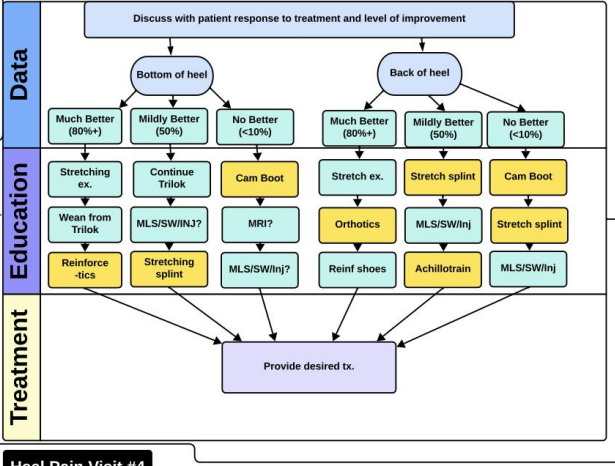 Discuss with patient response to treatment and level of improvement
Data
Bottom of heel
Back of heel
Much Better
(80%+)
Mildly Better
(50%)
No Better
(<10%)
Much Better
(80%+)
Mildly Better
(50%)
No Better
(<10%)
Education
Stretching
ex.
Continue
Trilok
Cam Boot
Stretch ex.
Stretch splint
Cam Boot
Wean from
Trilok
MLS/SW/INJ?
MRI?
Orthotics
MLS/SW/Inj
Stretch splint
Reinforce
-tics
Stretching
splint
MLS/SW/Inj?
Reinf shoes
Achillotrain
MLS/SW/Inj
Treatment
Provide desired tx.
Heel Pain Visit #4